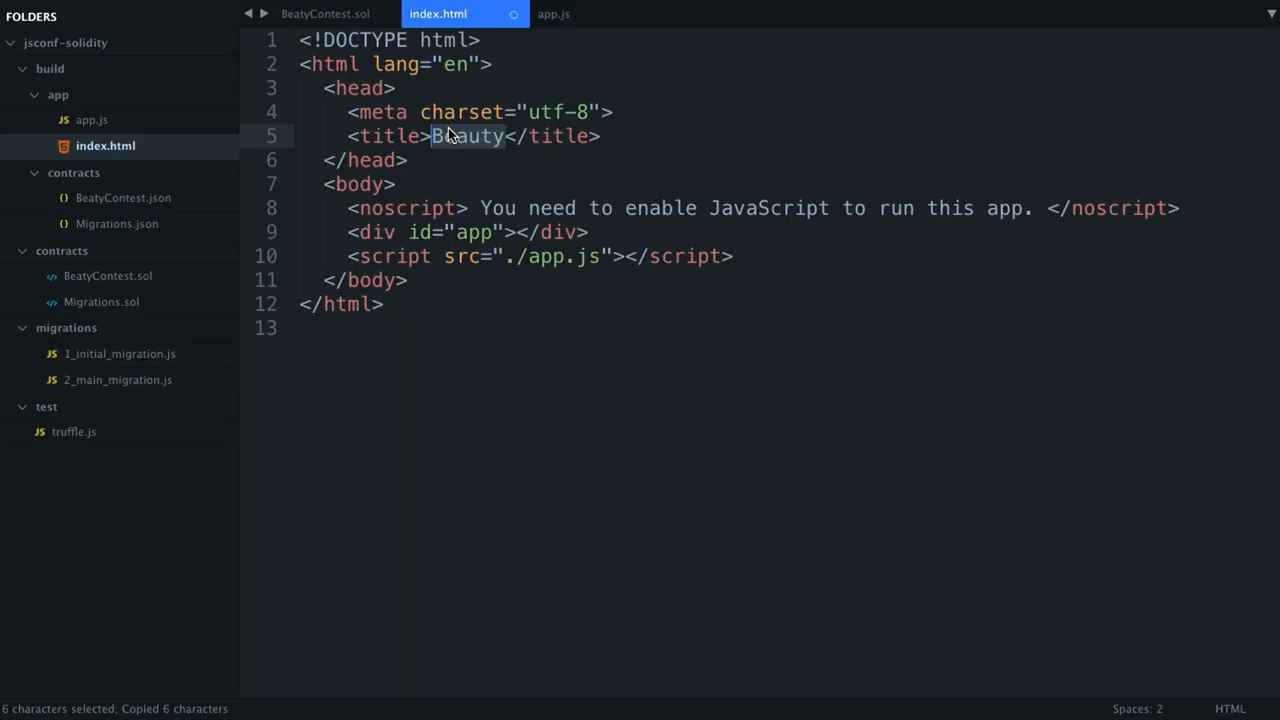 FOLDERS
jsconf-solidity
build
app
app.js
index.html
contracts
BeatyContest.json
Migrations.json
contracts
BeatyContest.sol
Migrations.sol
migrations
1_initial_migration.js
2_main_migration.js
test
truffle.js
BeatyContest.sol index.html app.js
1 <!DOCTYPE html>
2 <html lang="en">
3 <head>
4 <meta charset="utf-8">
5 <title>Beauty</title>
6 </head>
7 <body>
8 <noscript> You need to enable JavaScript to run this app. </noscript>
9 <div id="app"></div>
10 <script src="./app.js"></script>
11 </body>
12 </html>
13
6 characters selected; Copied 6 characters
Spaces: 2 HTML